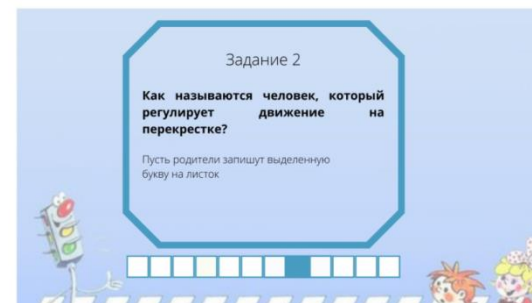 Задание 2
Как называются человек, который
регулирует движение на
перекрестке?
Пусть родители запишут выделенную
букву на листок